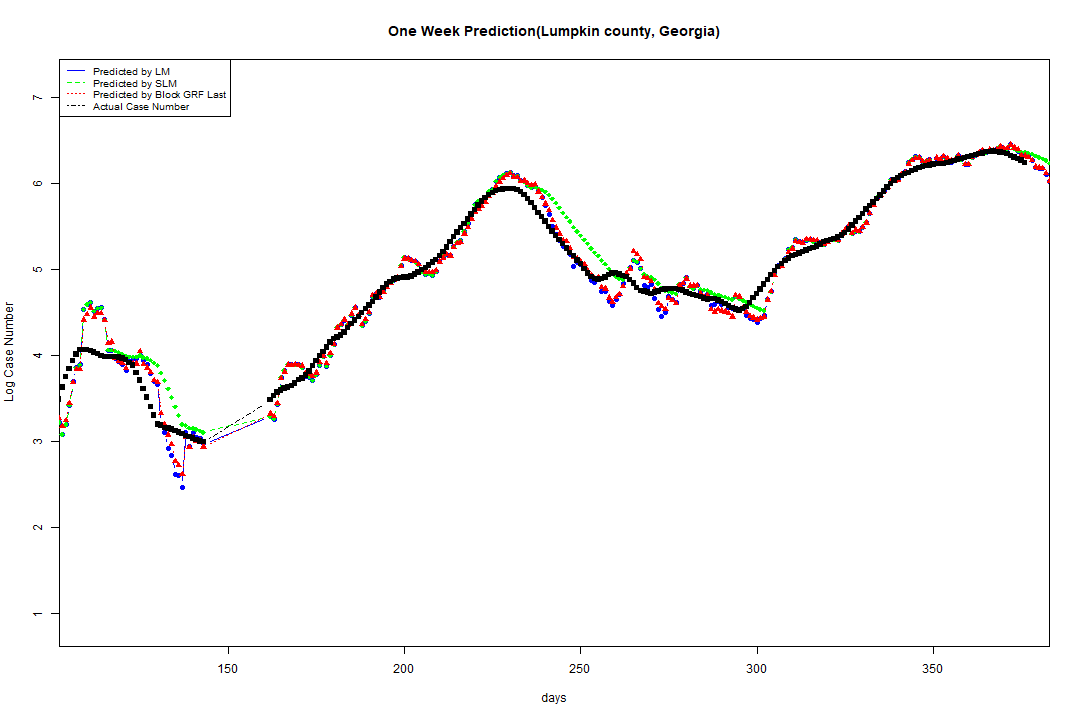 One Week Prediction(Lumpkin county, Georgia)
Predicted by LM
Predicted by SLM
Predicted by Block GRF Last
Actual Case Number
Log Case Number
7
6
5
4
3
2
1
150
200
250
300
350
days